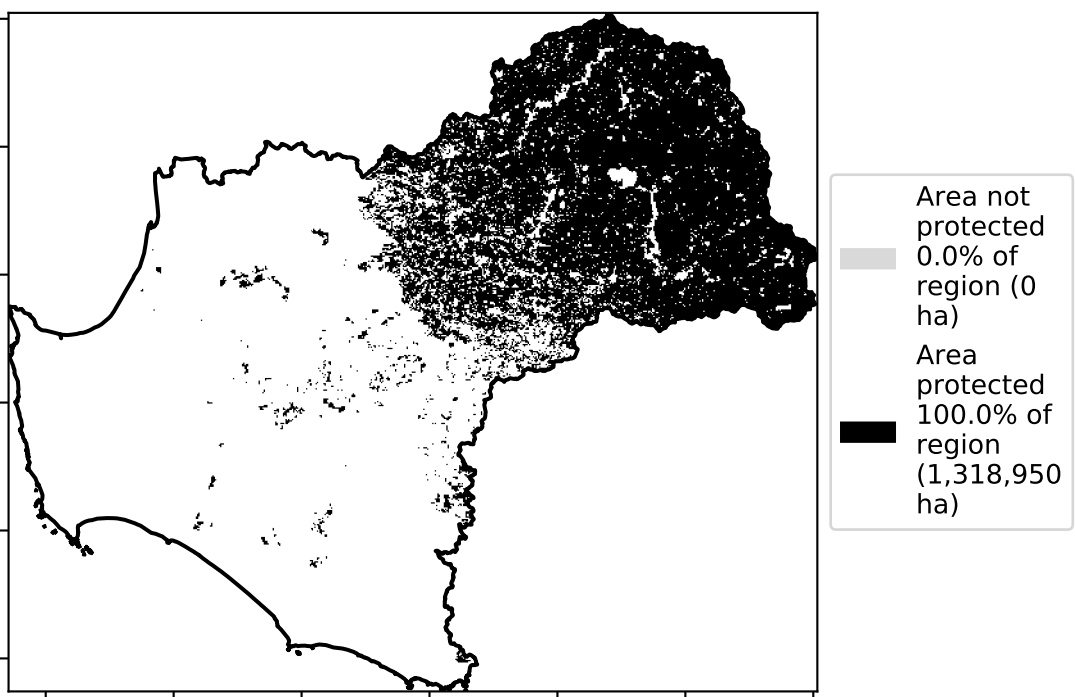 Area not
protected
0.0% of
region (0
ha)
Area
protected
100.0% of
region
(1,318,950
ha)